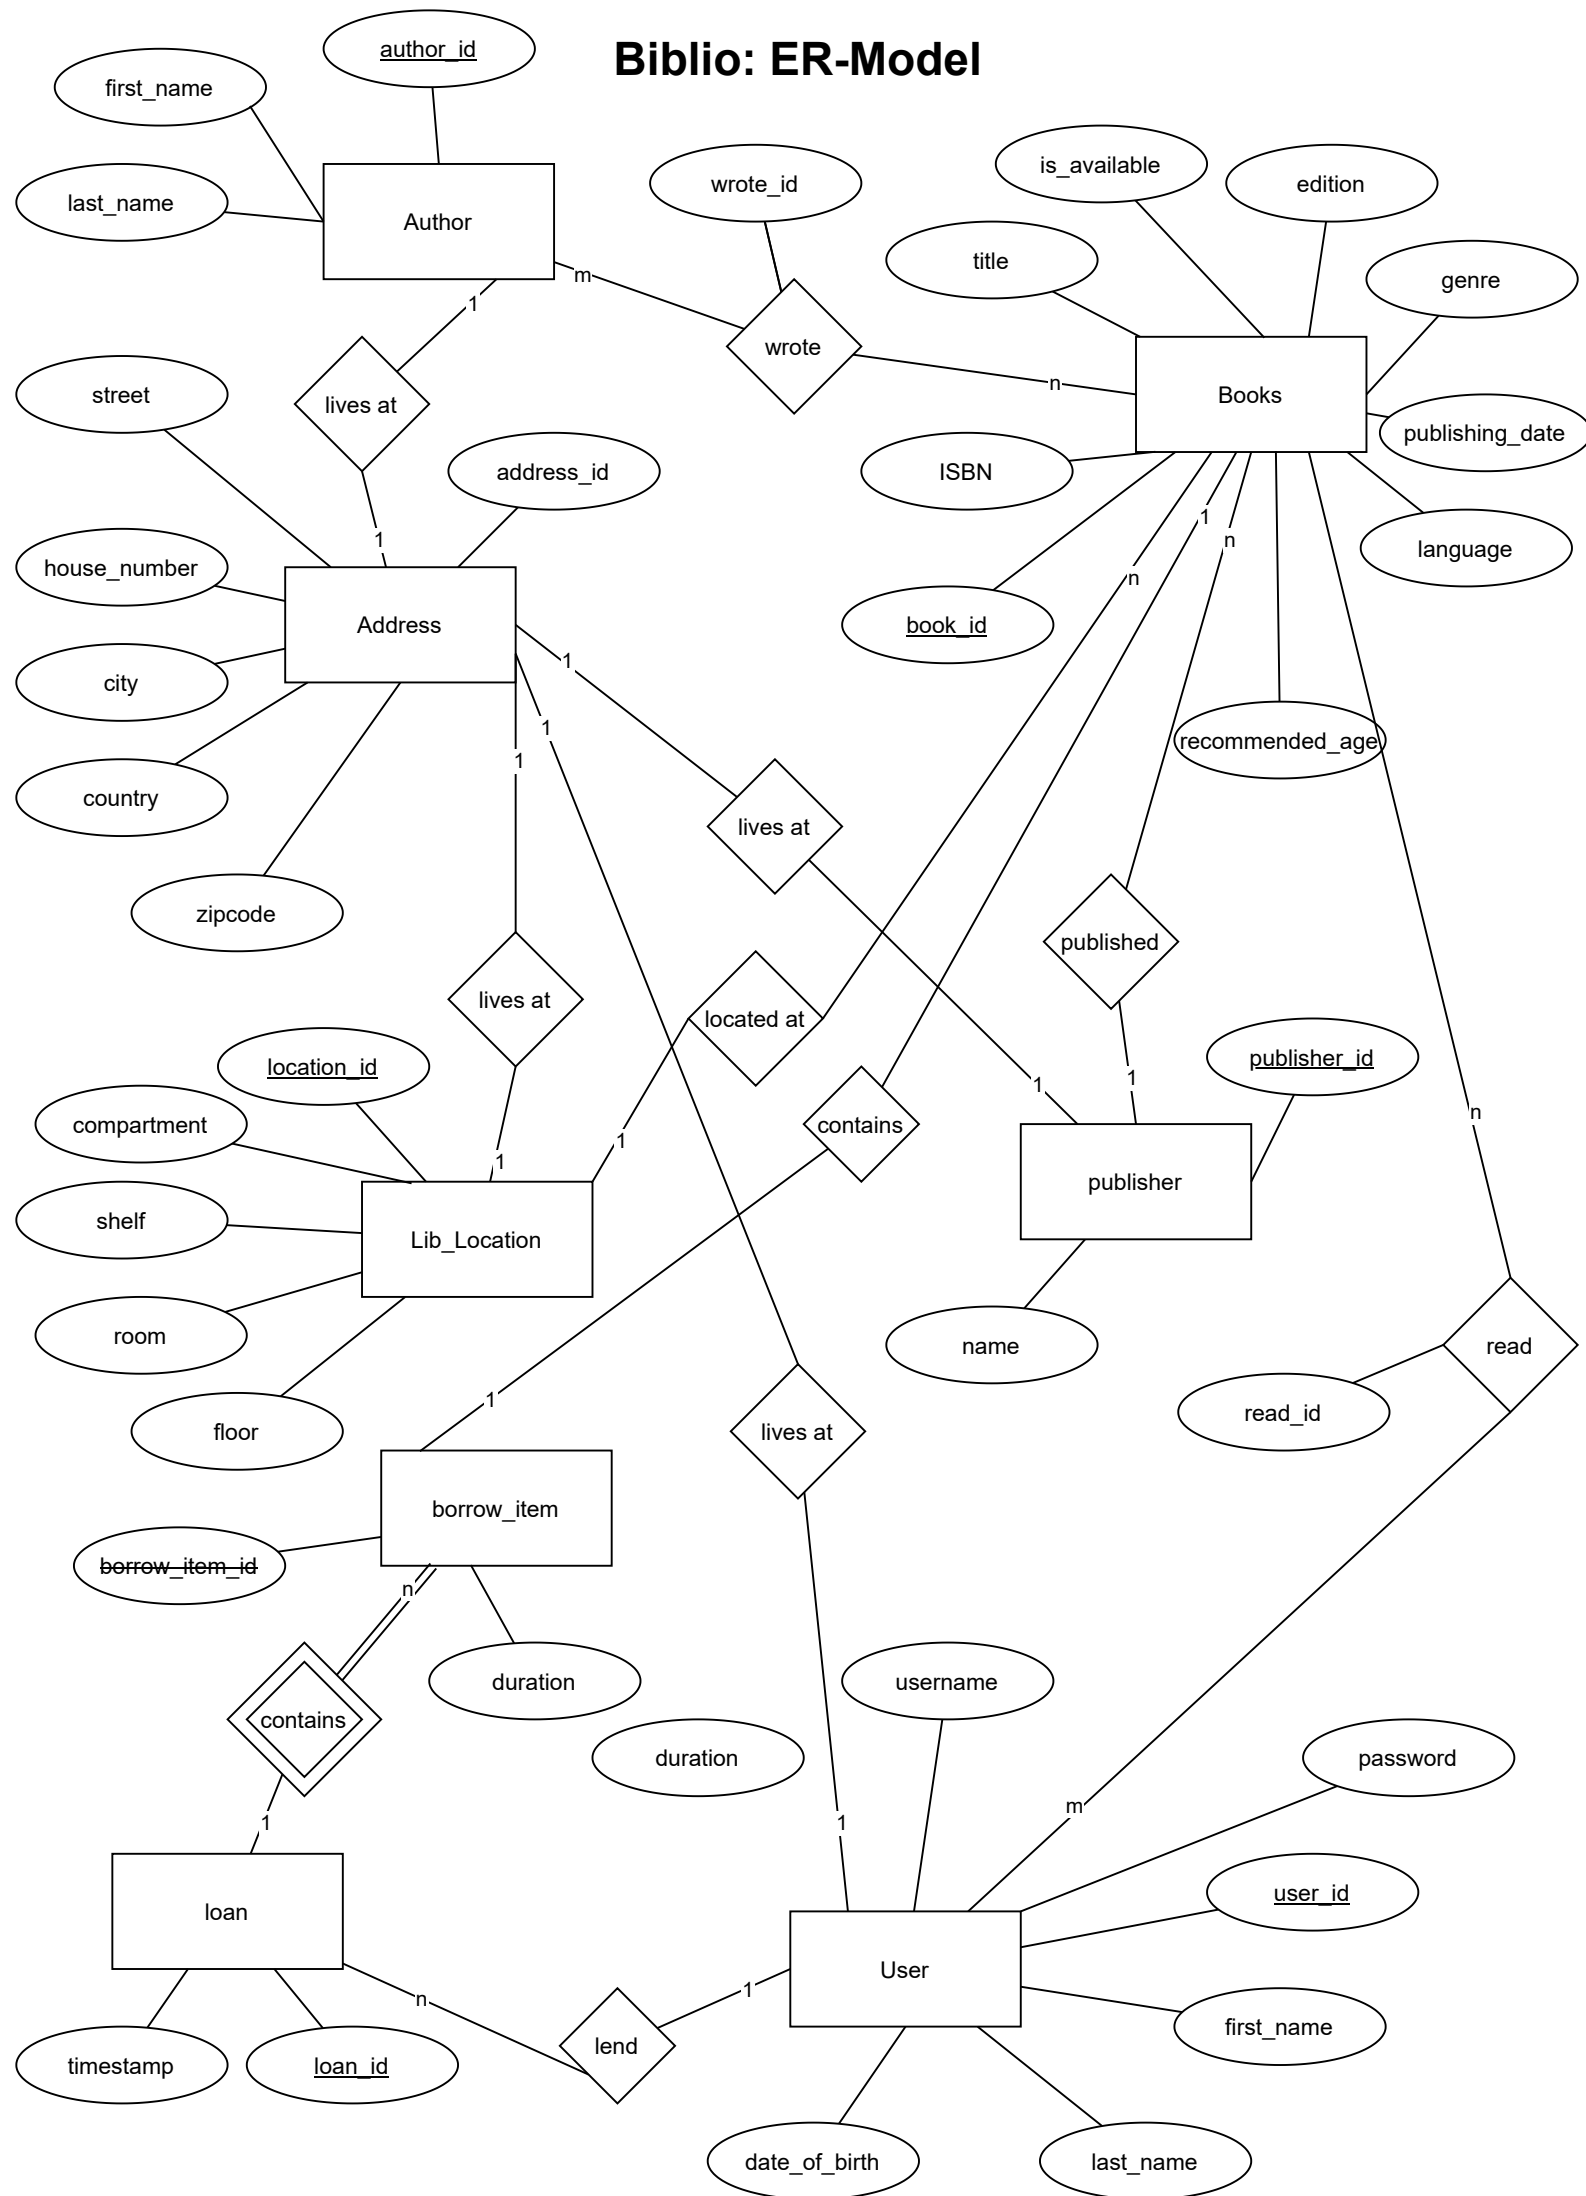 Biblio: ER-Model
author_id
first_name
last_name
Author
wrote_id
is_available
edition
title
genre
m
1
wrote
n
Books
publishing_date
street
lives at
address_id
ISBN
1
language
1
n
n
house_number
Address
book_id
city
1
1
1
recommended_age
country
lives at
zipcode
published
lives at
located at
location_id
compartment
1
1
publisher_id
contains
n
1
1
shelf
Lib_Location
publisher
room
floor
name
read
read_id
1
lives at
borrow_item
borrow_item_id
n
duration
username
contains
duration
password
1
1
m
loan
user_id
User
n
1
timestamp
loan_id
lend
first_name
date_of_birth
last_name